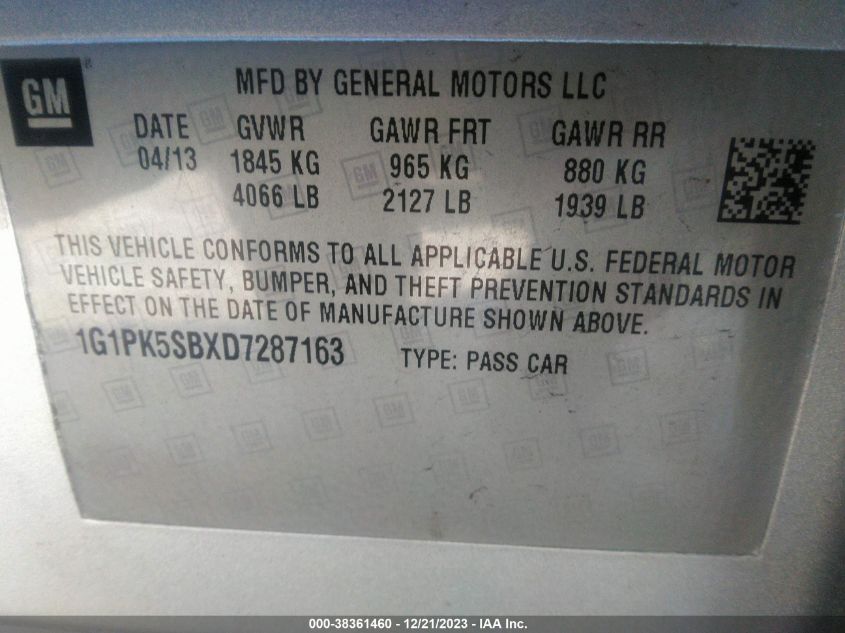 GM ®
MFD BY GENERAL MOTORS LLC
DATE GVWR GAWR FRT GAWR RR
04/13 1845 KG 965 KG 880 KG
4066 LB 2127 LB 1939 LB
THIS VEHICLE CONFORMS TO ALL APPLICABLE U.S. FEDERAL MOTOR
VEHICLE SAFETY, BUMPER, AND THEFT PREVENTION STANDARDS IN
EFFECT ON THE DATE OF MANUFACTURE SHOWN ABOVE.
1G1PK5SBXD7287163 TYPE: PASS CAR
000-38361460 - 12/21/2023 - IAA Inc.